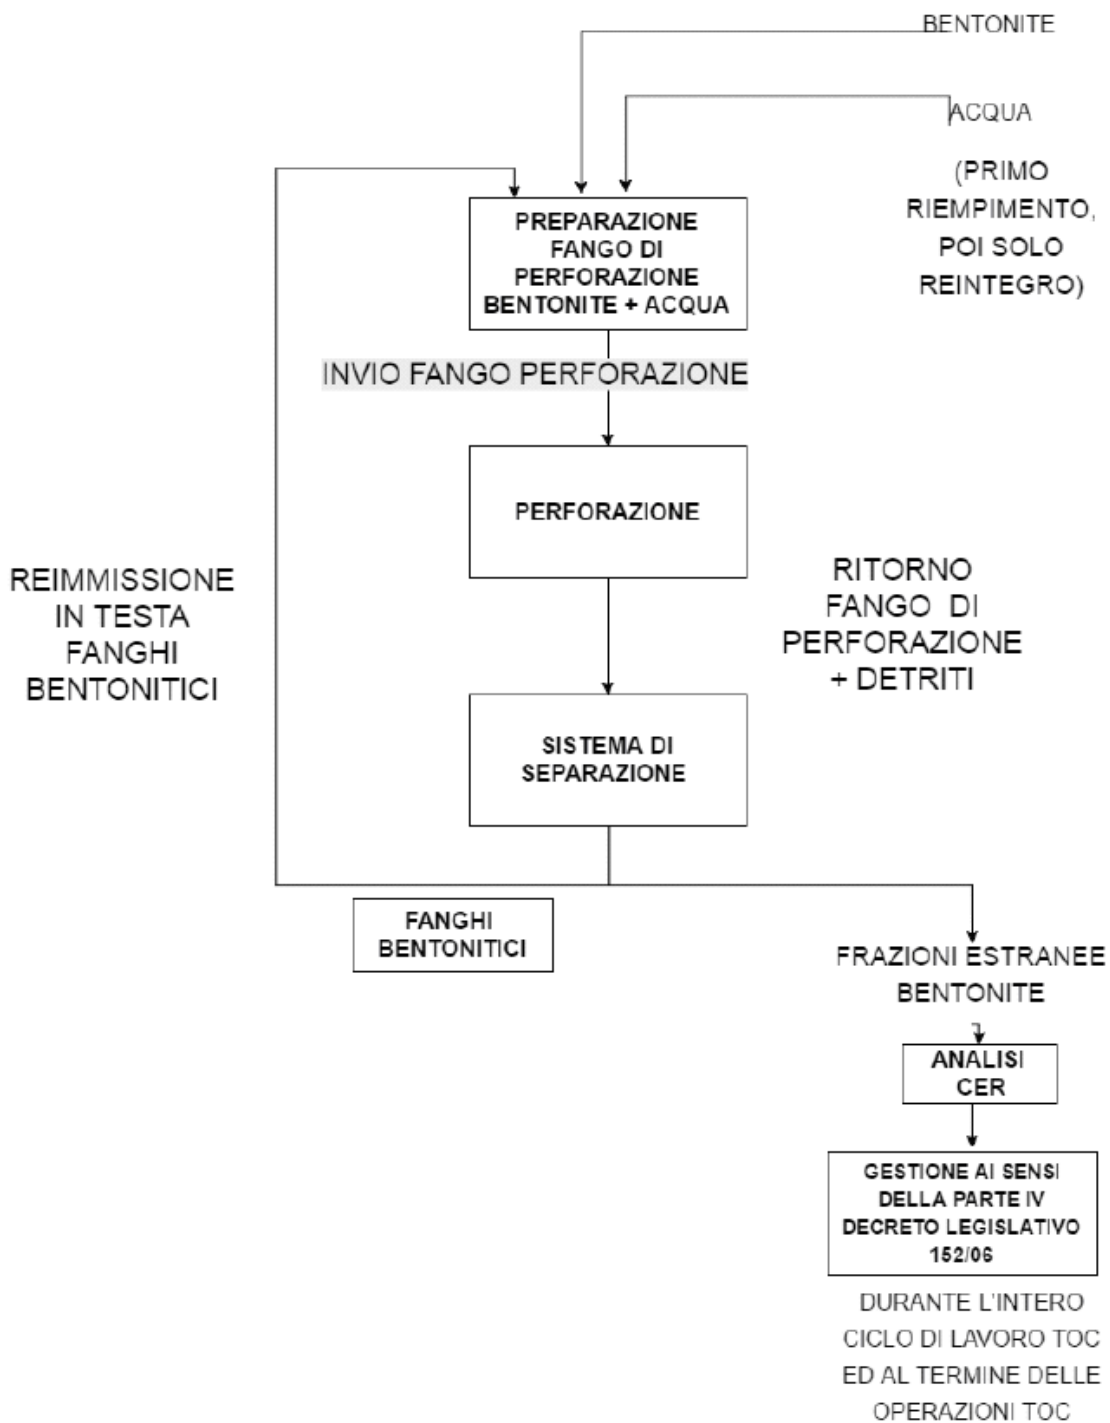 BENTONITE
ACQUA
(PRIMO
RIEMPIMENTO,
POI SOLO
REINTEGRO)
PREPARAZIONE
FANGO DI
PERFORAZIONE
BENTONITE + ACQUA
INVIO FANGO PERFORAZIONE
PERFORAZIONE
REIMMISSIONE
IN TESTA
FANGHI
BENTONITICI
RITORNO
FANGO DI
PERFORAZIONE
+ DETRITI
SISTEMA DI
SEPARAZIONE
FANGHI
BENTONITICI
FRAZIONI ESTRANEE
BENTONITE
ANALISI
CER
GESTIONE AI SENSI
DELLA PARTE IV
DECRETO LEGISLATIVO
152/06
DURANTE L'INTERO
CICLO DI LAVORO TOC
ED AL TERMINE DELLE
OPERAZIONI TOC